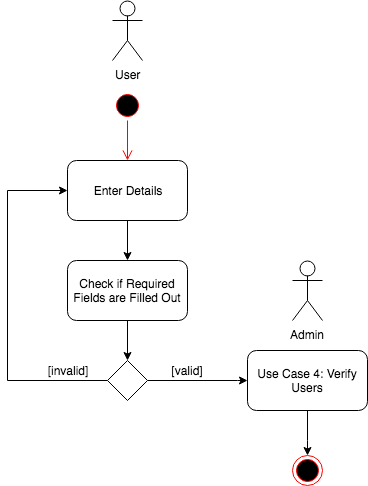 User
Enter Details
Check if Required
Fields are Filled Out
Admin
[invalid]
[valid]
Use Case 4: Verify
Users